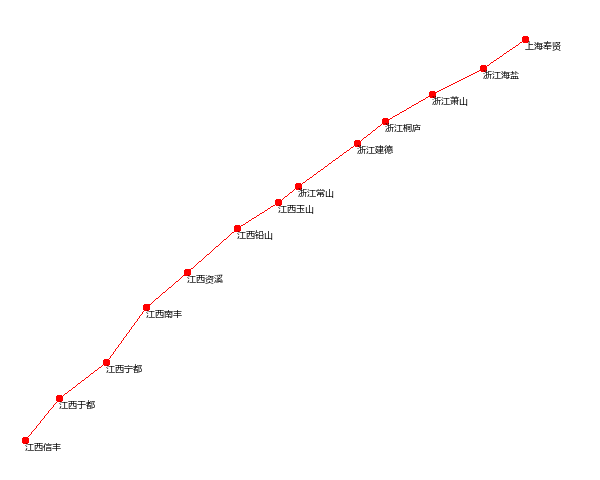 上海奉贤
浙江海盐
浙江萧山
浙江桐庐
浙江建德
浙江常山
江西玉山
江西铅山
江西资溪
江西南丰
江西宁都
江西于都
江西信丰